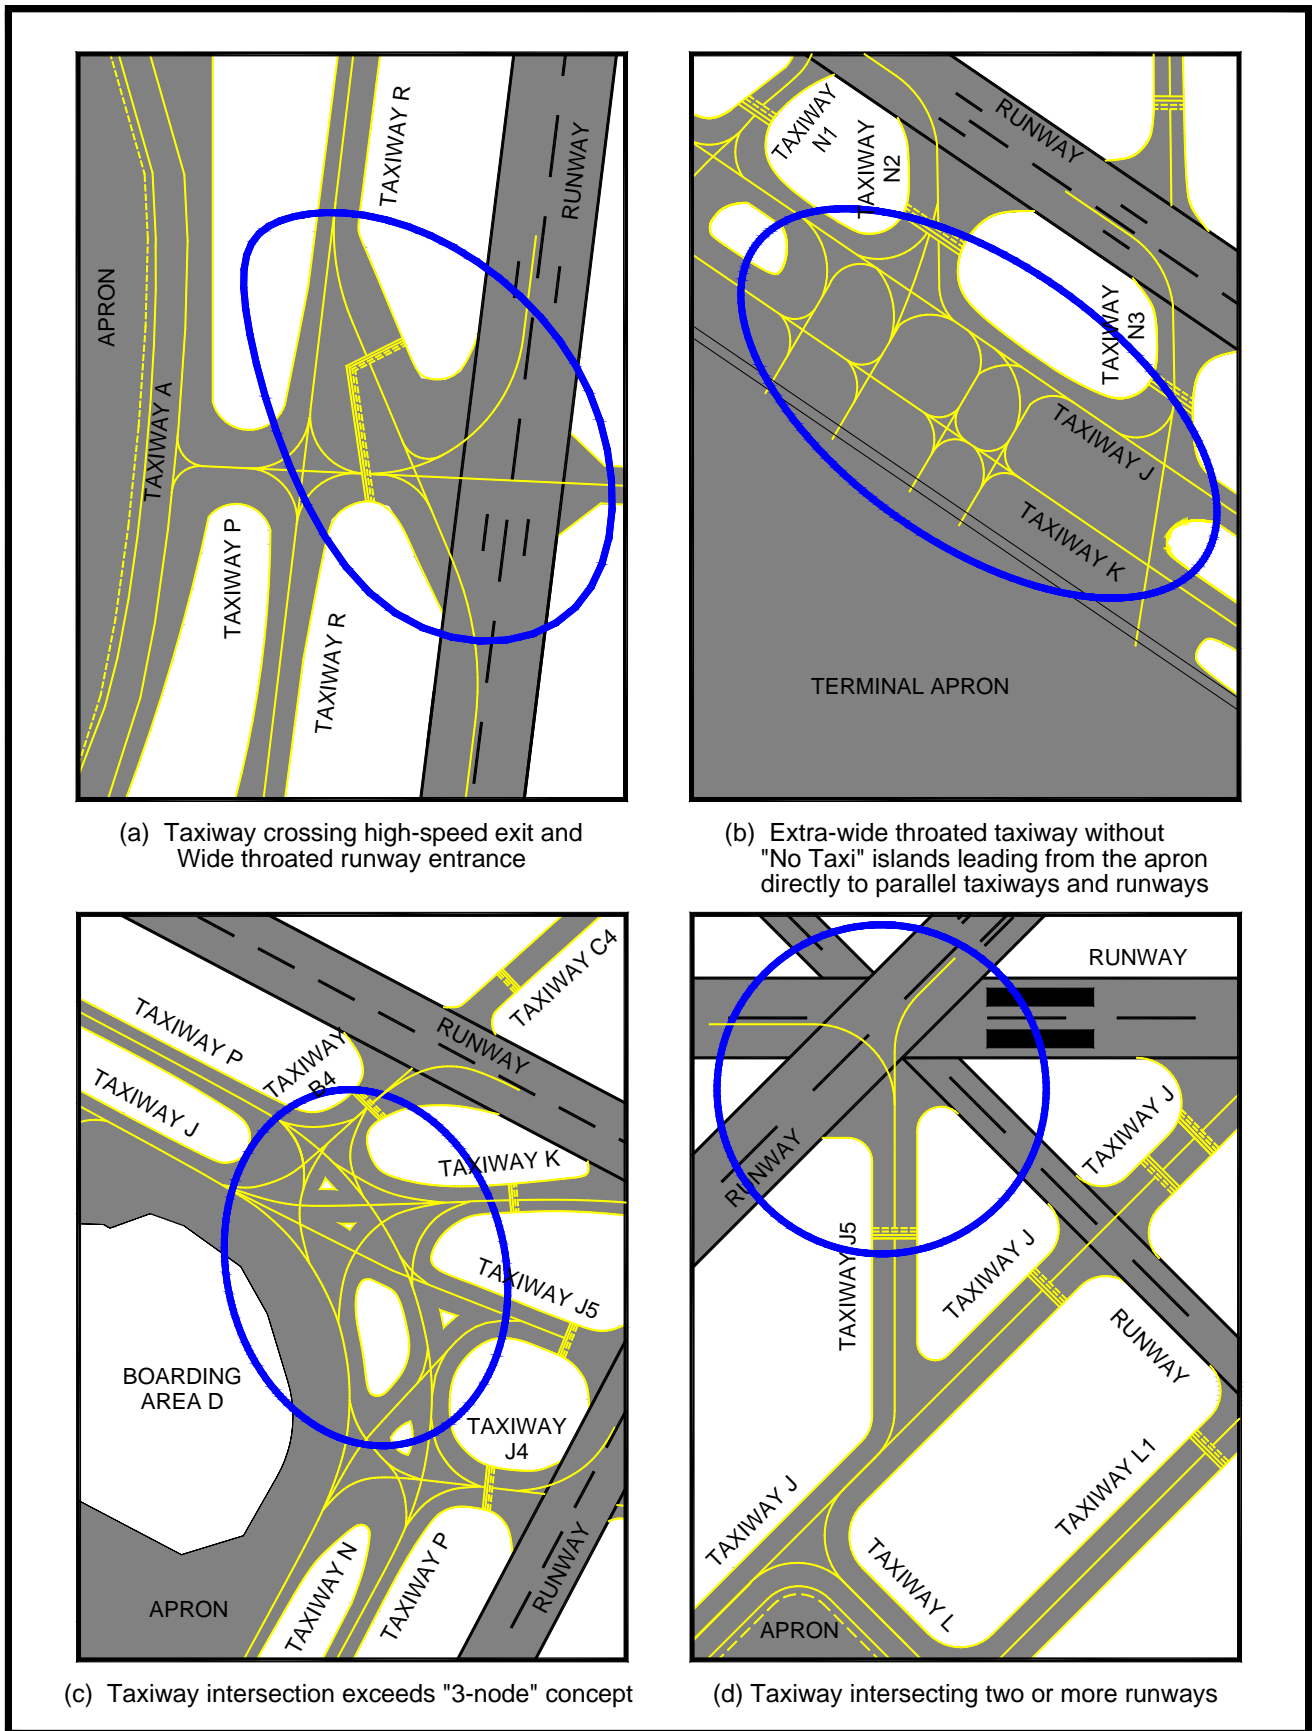 TAXIWAY R
RUNWAY
APRON
TAXIWAY A
TAXIWAY P
TAXIWAY R
(a) Taxiway crossing high-speed exit and
Wide throated runway entrance
TAXIWAY
N1
TAXIWAY
N2
RUNWAY
TAXIWAY
N3
TAXIWAY J
TAXIWAY K
TERMINAL APRON
(b) Extra-wide throated taxiway without
"No Taxi" islands leading from the apron
directly to parallel taxiways and runways
TAXIWAY C4
TAXIWAY P
RUNWAY
TAXIWAY
B4
TAXIWAY J
TAXIWAY K
TAXIWAY J5
BOARDING
AREA D
TAXIWAY
J4
TAXIWAY N
TAXIWAY P
RUNWAY
APRON
(c) Taxiway intersection exceeds "3-node" concept
RUNWAY
RUNWAY
TAXIWAY J
TAXIWAY J5
TAXIWAY J
RUNWAY
TAXIWAY J
TAXIWAY L1
TAXIWAY L
APRON
(d) Taxiway intersecting two or more runways